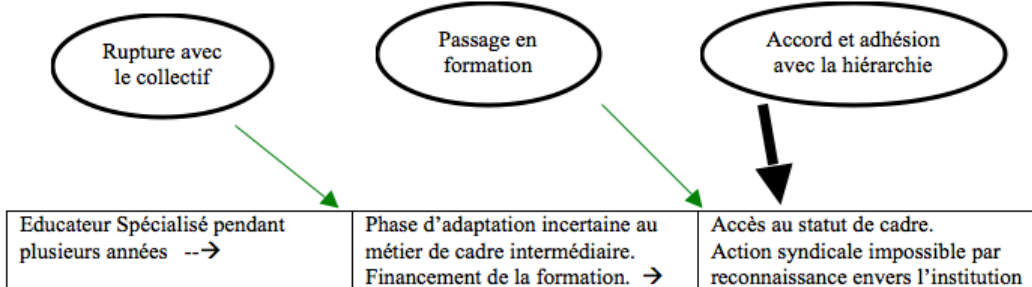 Rupture avec
le collectif
Passage en
formation
Accord et adhésion
avec la hiérarchie
Educateur Spécialisé pendant
plusieurs années --→
Phase d’adaptation incertaine au
métier de cadre intermédiaire.
Financement de la formation. →
Accès au statut de cadre.
Action syndicale impossible par
reconnaissance envers l’institution